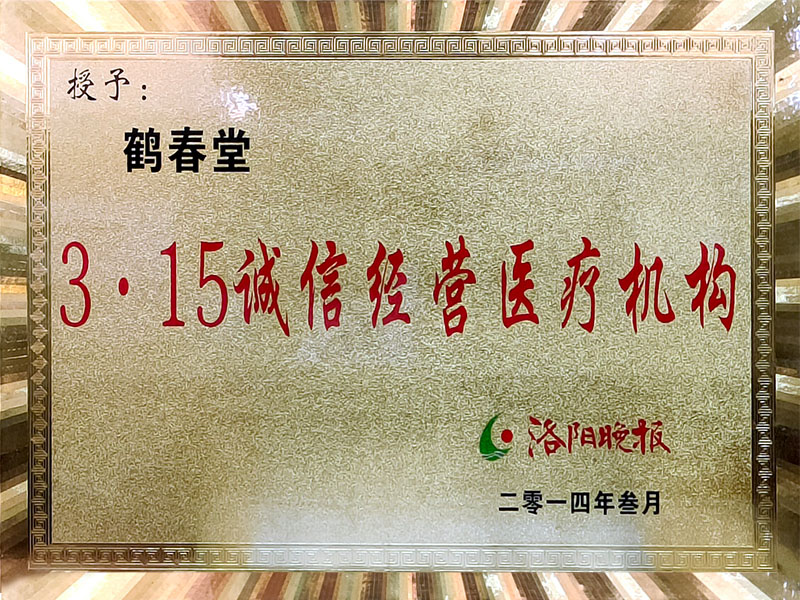 授予：
鹤春堂
3·15诚信经营医疗机构
洛阳晚报
二零一四年叁月